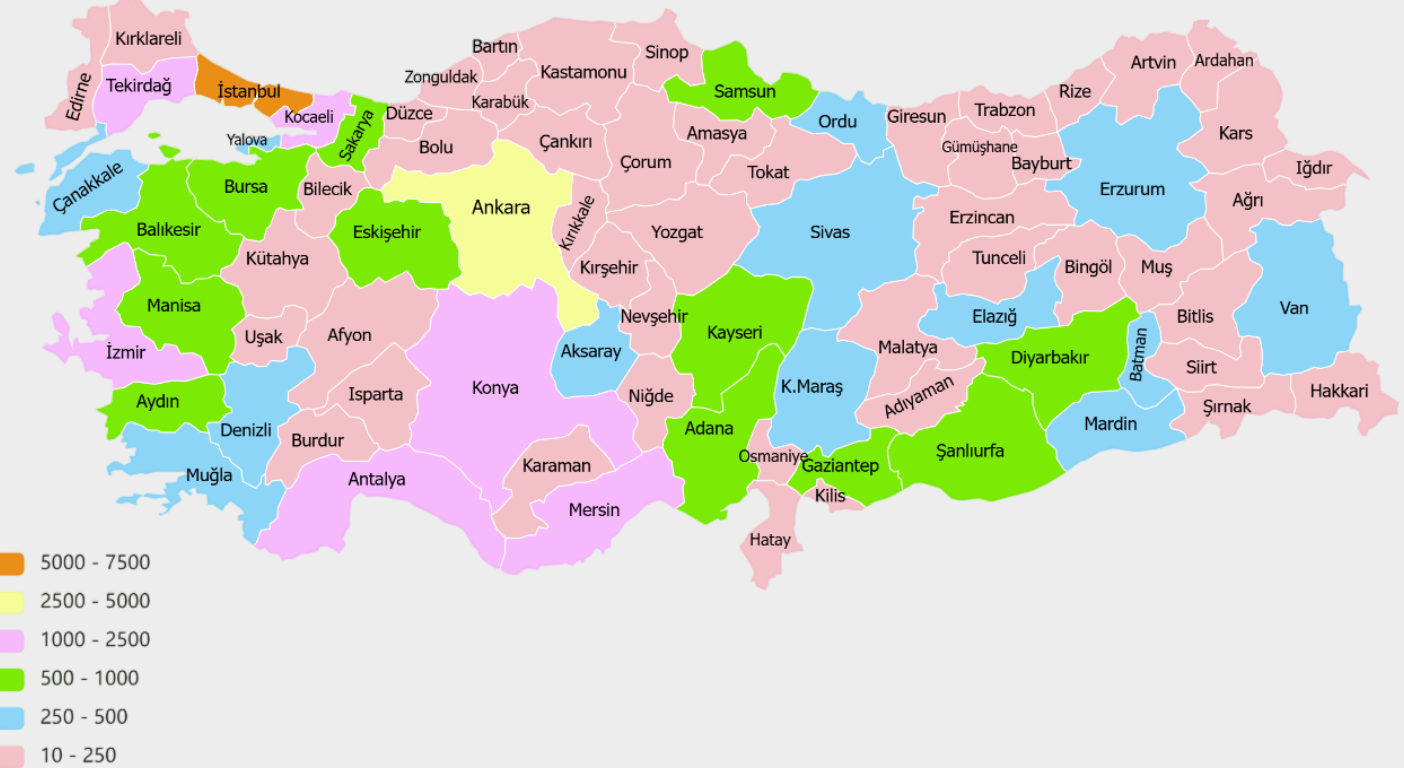 Kırklareli
Edirne
Tekirdağ
İstanbul
Kocaeli
Yalova
Sakarya
Düzce
Bolu
Zonguldak
Bartın
Karabük
Kastamonu
Sinop
Samsun
Çankırı
Çorum
Amasya
Tokat
Ordu
Giresun
Trabzon
Gümüşhane
Bayburt
Rize
Artvin
Ardahan
Kars
Iğdır
Ağrı
Erzurum
Erzincan
Çanakkale
Balıkesir
Bursa
Bilecik
Eskişehir
Kütahya
Ankara
Kırıkkale
Kırşehir
Yozgat
Sivas
Tunceli
Bingöl
Muş
Bitlis
Van
Manisa
İzmir
Uşak
Afyon
Konya
Aksaray
Nevşehir
Kayseri
Malatya
Elazığ
Diyarbakır
Batman
Siirt
Şırnak
Hakkari
Aydın
Denizli
Isparta
Burdur
Muğla
Antalya
Karaman
Mersin
Niğde
Adana
K.Maraş
Osmaniye
Gaziantep
Adıyaman
Şanlıurfa
Mardin
Kilis
Hatay
5000 - 7500
2500 - 5000
1000 - 2500
500 - 1000
250 - 500
10 - 250